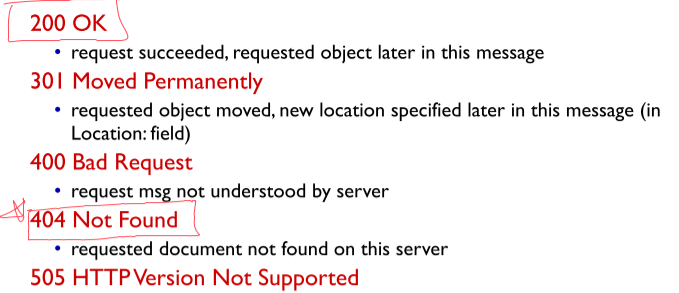 200 OK
• request succeeded, requested object later in this message
301 Moved Permanently
• requested object moved, new location specified later in this message (in
Location: field)
400 Bad Request
• request msg not understood by server
404 Not Found
• requested document not found on this server
505 HTTP Version Not Supported